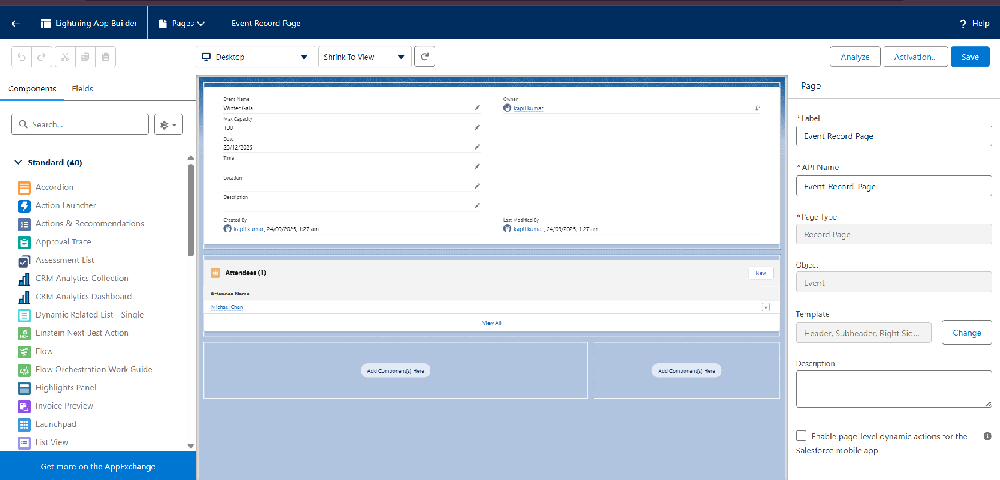 Lightning App Builder
Pages
Event Record Page
? Help
Desktop
Shrink To View
Analyze
Activation...
Save
Components
Fields
Search...
Standard (40)
Accordion
Action Launcher
Actions & Recommendations
Approval Trace
Assessment List
CRM Analytics Collection
CRM Analytics Dashboard
Dynamic Related List - Single
Einstein Next Best Action
Flow
Flow Orchestration Work Guide
Highlights Panel
Invoice Preview
Launchpad
List View
Get more on the AppExchange
Event Name
Winter Gala
Owner
kapil kumar
Max Capacity
100
Date
23/12/2025
Time
Location
Description
Created By
kapil kumar, 24/09/2025, 1:27 am
Last Modified By
kapil kumar, 24/09/2025, 1:27 am
Attendees (1)
New
Attendee Name
Michael Chan
View All
Add Component(s) Here
Add Component(s) Here
Page
*Label
Event Record Page
*API Name
Event_Record_Page
*Page Type
Record Page
Object
Event
Template
Header, Subheader, Right Sid...
Change
Description
Enable page-level dynamic actions for the
Salesforce mobile app